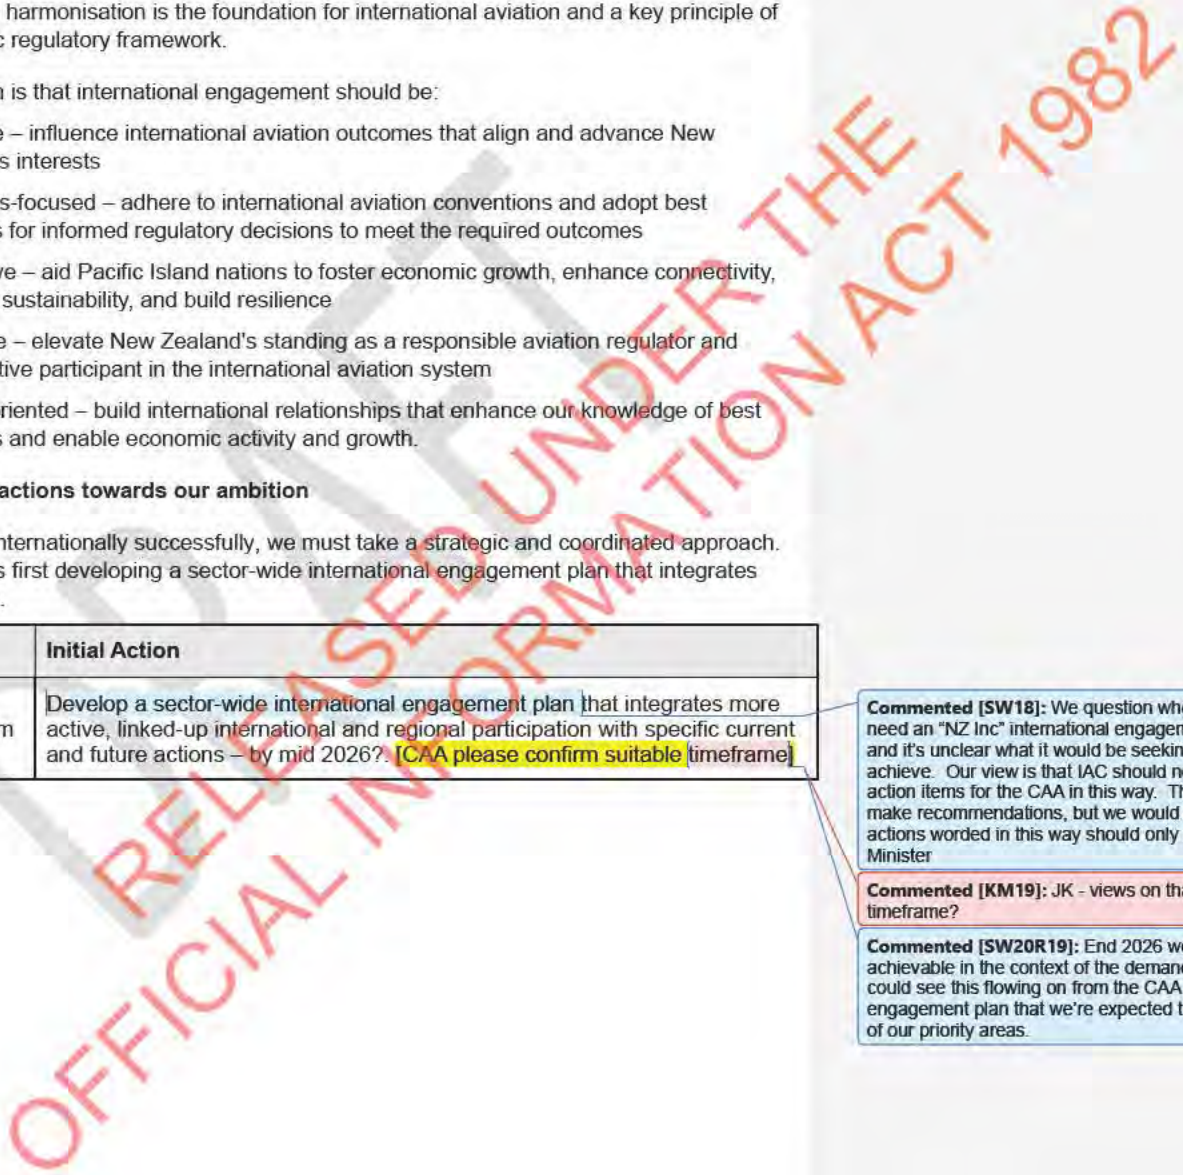 harmonisation is the foundation for international aviation and a key principle of
regulatory framework.
is that international engagement should be:
– influence international aviation outcomes that align and advance New
interests
s-focused – adhere to international aviation conventions and adopt best
for informed regulatory decisions to meet the required outcomes
– aid Pacific Island nations to foster economic growth, enhance connectivity,
sustainability, and build resilience
– elevate New Zealand's standing as a responsible aviation regulator and
participant in the international aviation system
– build international relationships that enhance our knowledge of best
and enable economic activity and growth.
actions towards our ambition
internationally successfully, we must take a strategic and coordinated approach.
first developing a sector-wide international engagement plan that integrates
Initial Action
Develop a sector-wide international engagement plan that integrates more
active, linked-up international and regional participation with specific current
and future actions – by mid 2026?. [CAA please confirm suitable timeframe]
Commented [SW18]: We question
need an "NZ Inc" international
and it's unclear what it would be
achieve. Our view is that IAC should
action items for the CAA in this way.
make recommendations, but we would
actions worded in this way should only
Minister
Commented [KM19]: JK - views on
timeframe?
Commented [SW20R19]: End 2026
achievable in the context of the
could see this flowing on from the CAA
engagement plan that we're expected
of our priority areas.
DRAFT
RELEASED UNDER THE
OFFICIAL INFORMATION ACT 1982